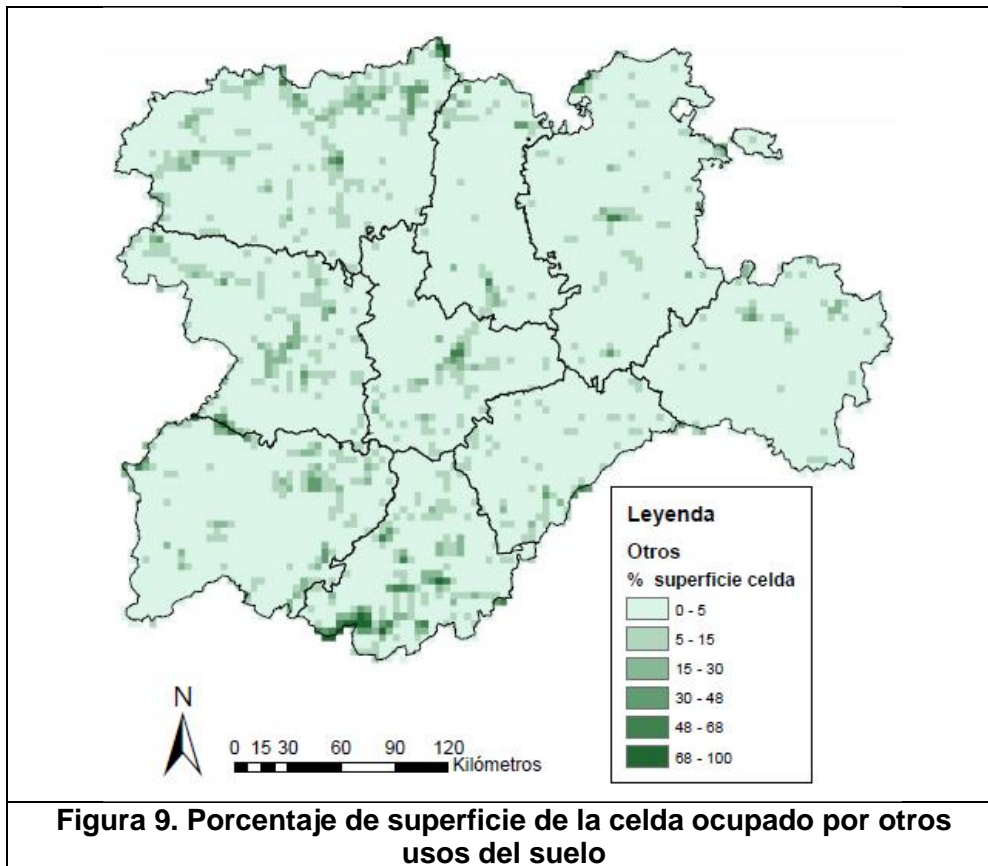 Leyenda
Otros
% superficie celda
0 - 5
5 - 15
15 - 30
30 - 48
48 - 68
68 - 100
N
0 15 30 60 90 120
Kilómetros
Figura 9. Porcentaje de superficie de la celda ocupado por otros
usos del suelo